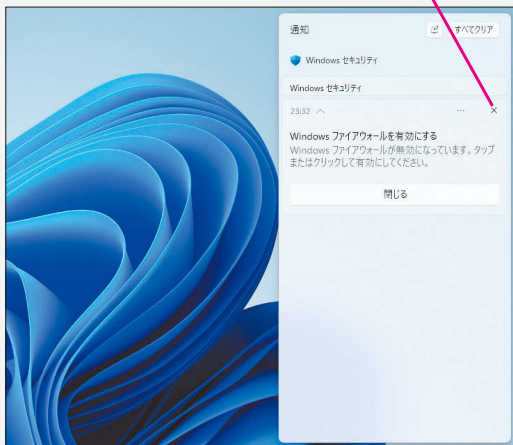 通知
すべてクリア
Windows セキュリティ
Windows セキュリティ
23:32
Windows ファイアウォールを有効にする
Windows ファイアウォールが無効になっています。タップ
またはクリックして有効にしてください。
閉じる